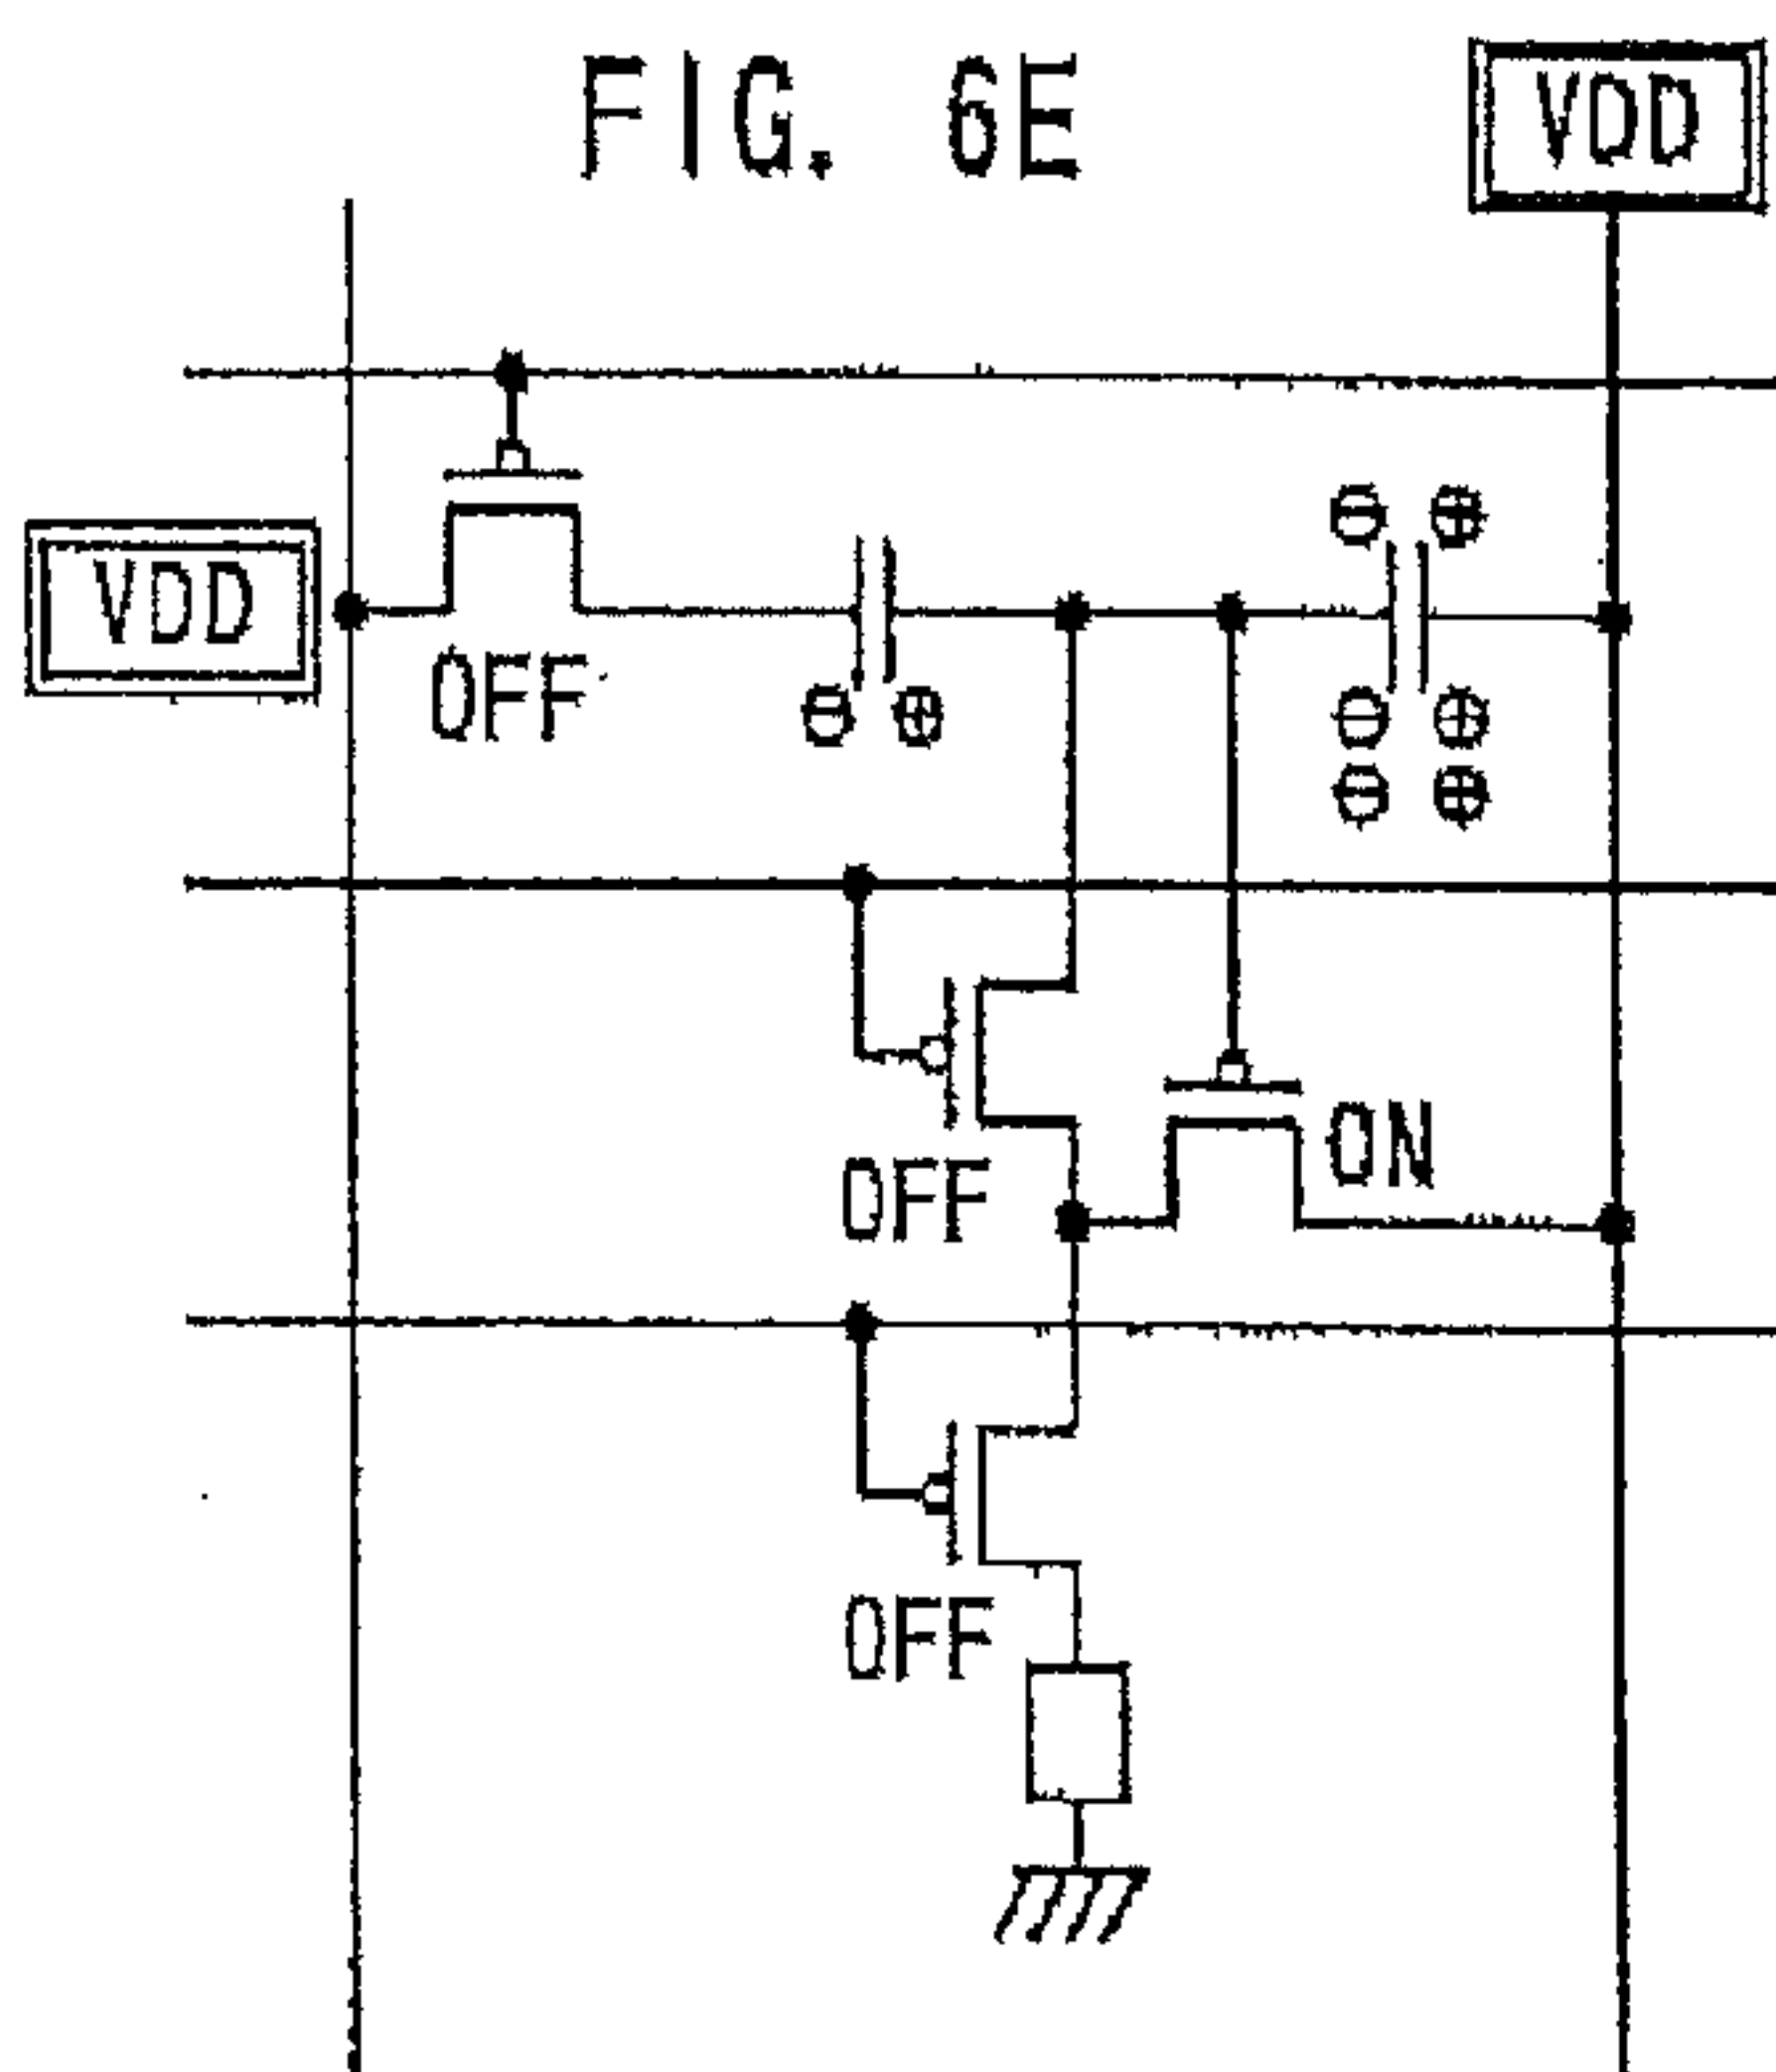 FIG. 6E
VDD
VDD
OFF
⊖ ⊕
⊖ ⊕
⊖ ⊕
⊖ ⊕
OFF
ON
OFF